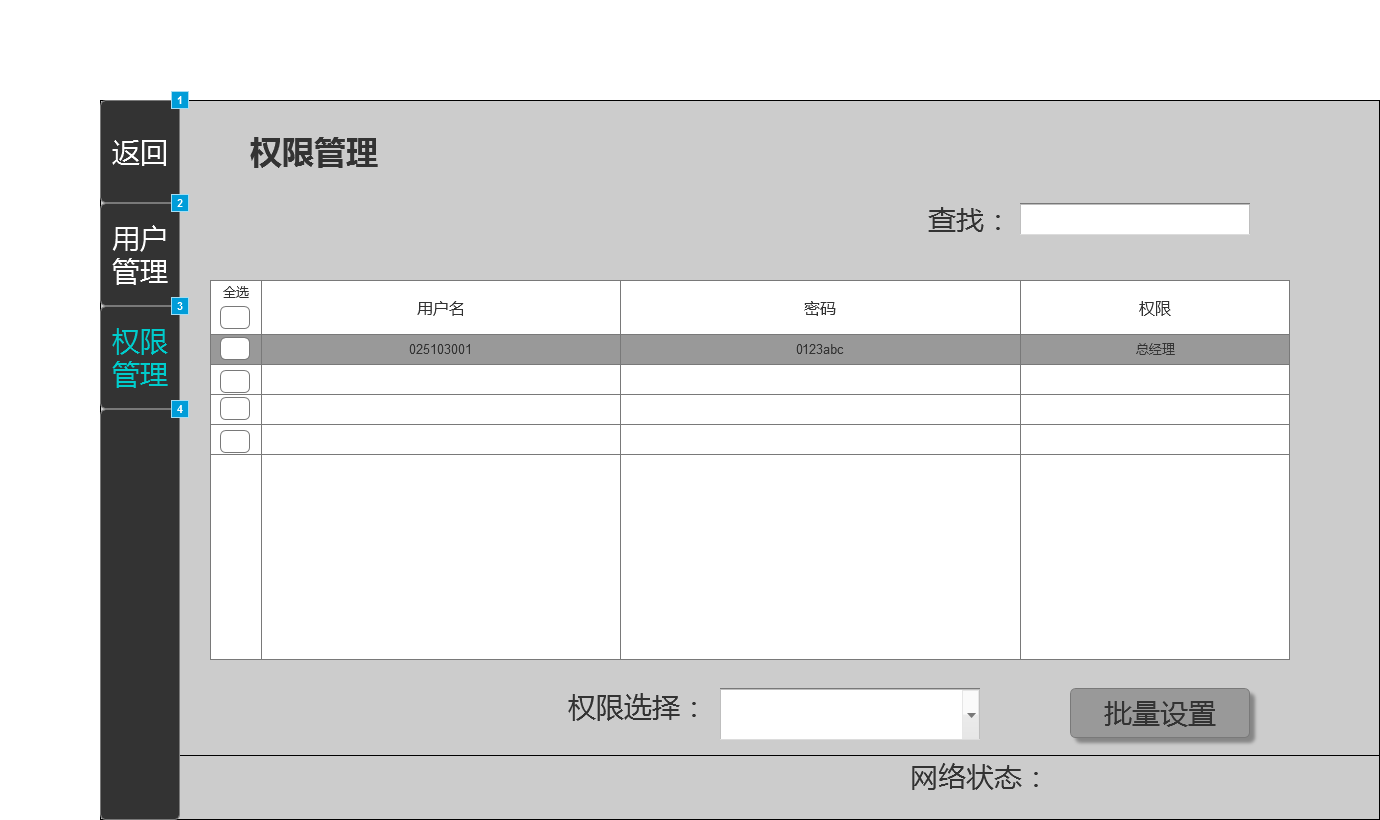 1
返回
权限管理
2
查找：
用户
管理
3
全选
用户名
密码
权限
权限
管理
025103001
0123abc
总经理
4
权限选择：
批量设置
网络状态：